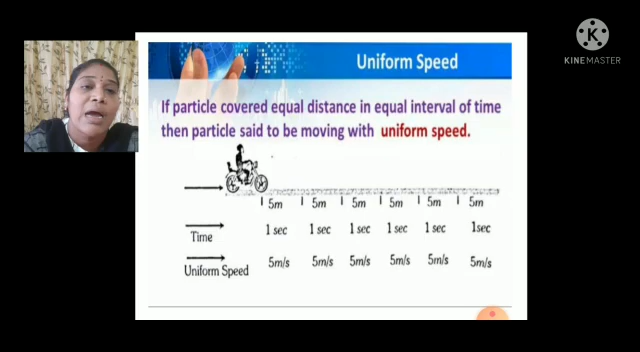 K
KINEMASTER
Uniform Speed
If particle covered equal distance in equal interval of time
then particle said to be moving with uniform speed.
5m 5m 5m 5m 5m 5m
Time 1 sec 1 sec 1 sec 1 sec 1 sec 1sec
Uniform Speed 5m/s 5m/s 5m/s 5m/s 5m/s 5m/s